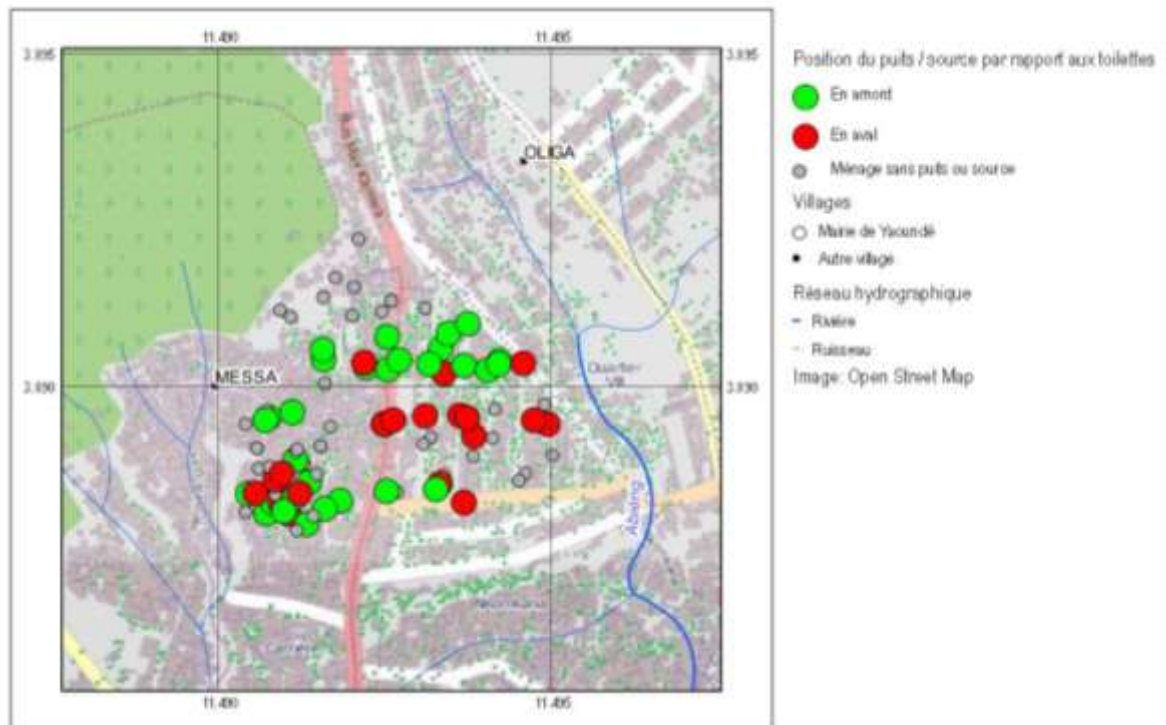 11.490 11.495
3.895 3.895
OLIGA
MESSA
Quartier
3.890 3.890
Abiéng
11.490 11.495
Position du puits / source par rapport aux toilettes
En amont
En aval
Ménage sans puits ou source
Villages
Mairie de Yaoundé
Autre village
Réseau hydrographique
Rivière
Ruisseau
Image: Open Street Map